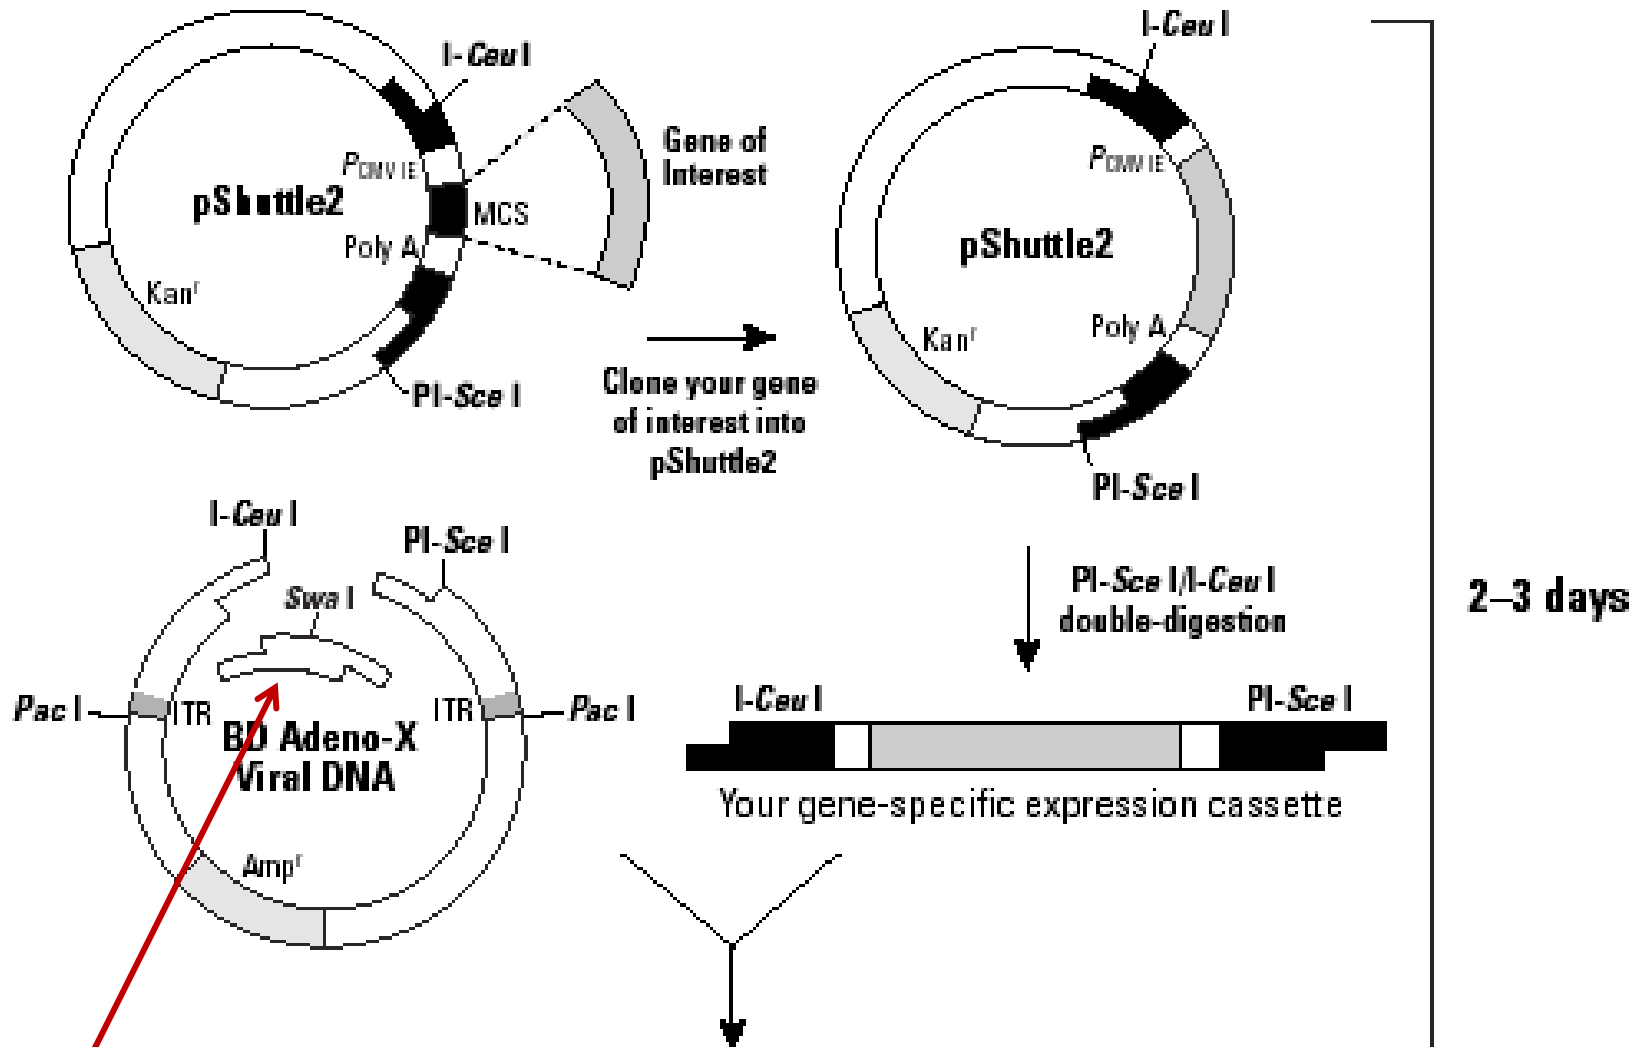 I-Ceu I
Gene of
Interest
PCMV IE
pShuttle2
MCS
Poly A
Kanr
PI-Sce I
Clone your gene
of interest into
pShuttle2
I-Ceu I
PCMV IE
pShuttle2
Poly A
Kanr
PI-Sce I
I-Ceu I
PI-Sce I
Swa I
Pac I
ITR
ITR
Pac I
BD Adeno-X
Viral DNA
Ampr
PI-Sce I/I-Ceu I
double-digestion
2–3 days
I-Ceu I
PI-Sce I
Your gene-specific expression cassette